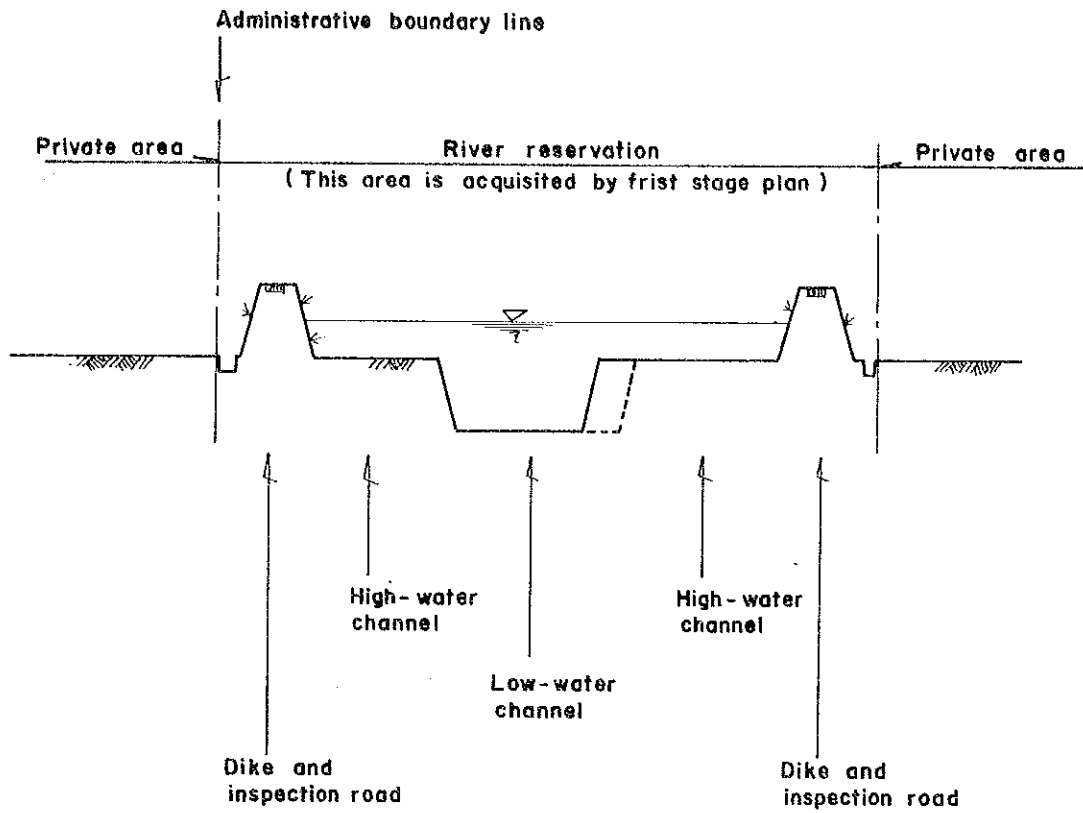 Administrative boundary line
Private area
River reservation
Private area
( This area is acquisited by frist stage plan )
High-water
channel
High-water
channel
Low-water
channel
Dike and
inspection road
Dike and
inspection road